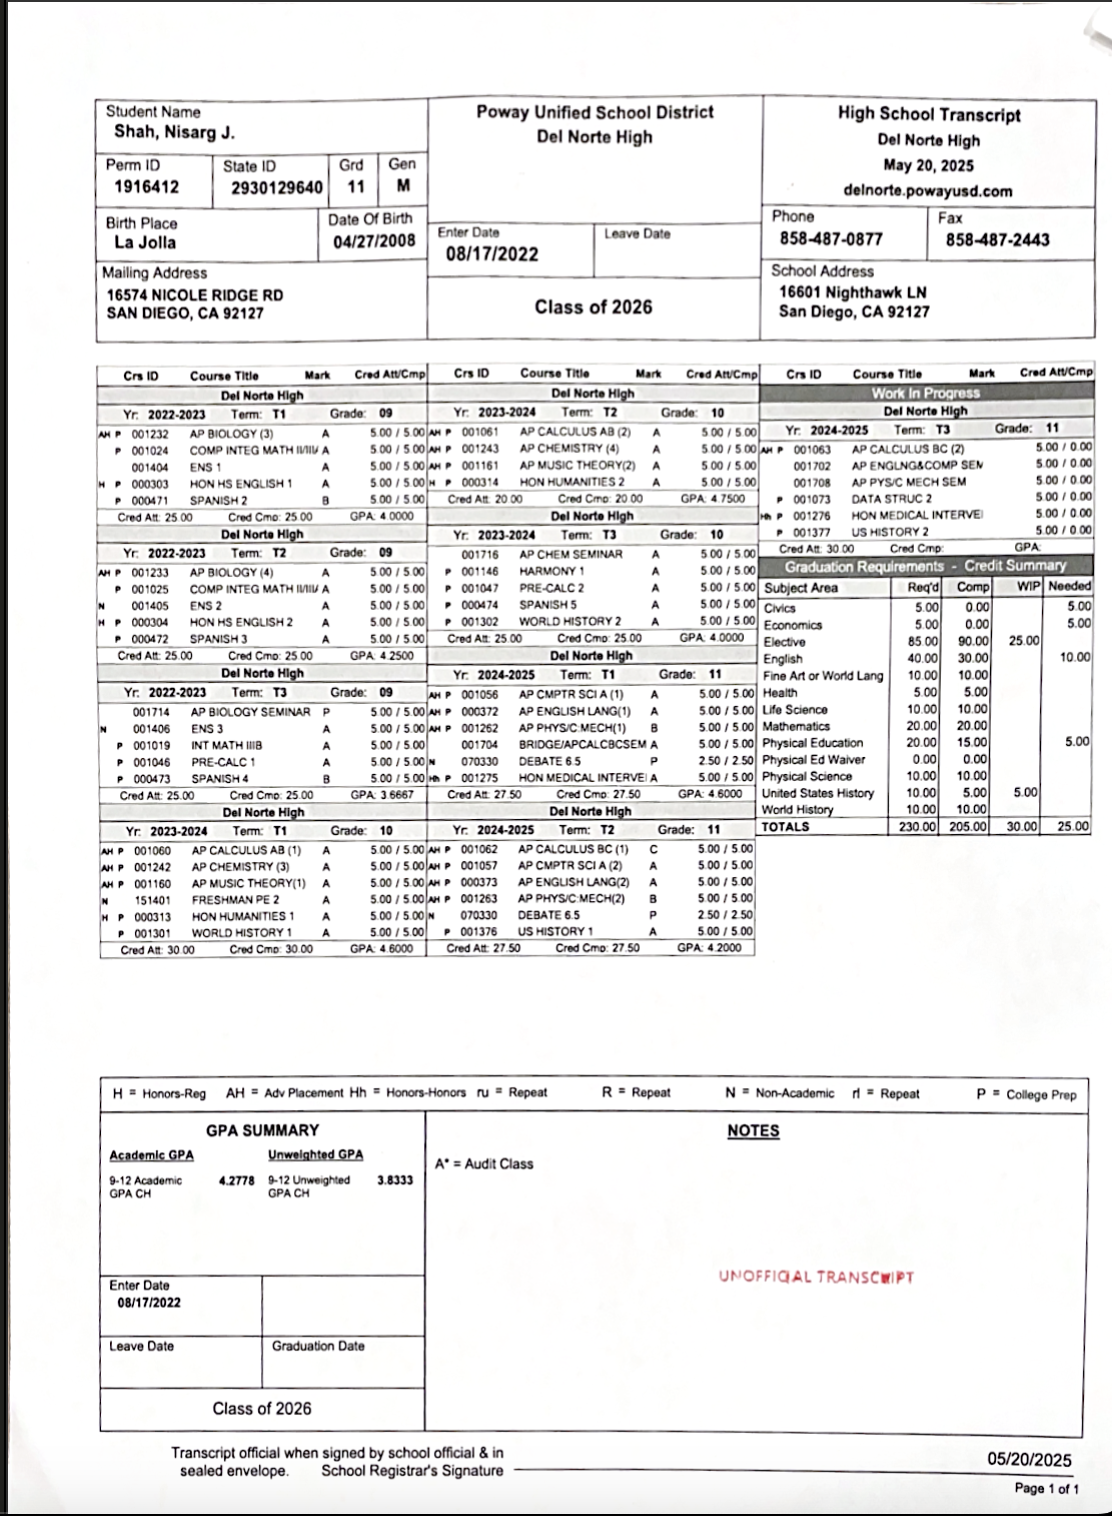 Student Name
Shah, Nisarg J.
Perm ID
1916412
State ID
2930129640
Grd
11
Gen
M
Birth Place
La Jolla
Date Of Birth
04/27/2008
Mailing Address
16574 NICOLE RIDGE RD
SAN DIEGO, CA 92127
Poway Unified School District
Del Norte High
Enter Date
08/17/2022
Leave Date
Class of 2026
High School Transcript
Del Norte High
May 20, 2025
delnorte.powayusd.com
Phone
858-487-0877
Fax
858-487-2443
School Address
16601 Nighthawk LN
San Diego, CA 92127
Crs ID Course Title Mark Cred Att/Cmp
Del Norte High
Yr: 2022-2023 Term: T1 Grade: 09
AH P 001232 AP BIOLOGY (3) A 5.00 / 5.00
P 001024 COMP INTEG MATH II/IIIA A 5.00 / 5.00
001404 ENS 1 A 5.00 / 5.00
H P 000303 HON HS ENGLISH 1 A 5.00 / 5.00
P 000471 SPANISH 2 B 5.00 / 5.00
Cred Att: 25.00 Cred Cmp: 25.00 GPA: 4.0000
Del Norte High
Yr: 2022-2023 Term: T2 Grade: 09
AH P 001233 AP BIOLOGY (4) A 5.00 / 5.00
P 001025 COMP INTEG MATH II/IIIA A 5.00 / 5.00
N 001405 ENS 2 A 5.00 / 5.00
H P 000304 HON HS ENGLISH 2 A 5.00 / 5.00
P 000472 SPANISH 3 A 5.00 / 5.00
Cred Att: 25.00 Cred Cmp: 25.00 GPA: 4.2500
Del Norte High
Yr: 2022-2023 Term: T3 Grade: 09
001714 AP BIOLOGY SEMINAR P 5.00 / 5.00
N 001406 ENS 3 A 5.00 / 5.00
P 001019 INT MATH IIIB A 5.00 / 5.00
P 001046 PRE-CALC 1 A 5.00 / 5.00
P 000473 SPANISH 4 B 5.00 / 5.00
Cred Att: 25.00 Cred Cmp: 25.00 GPA: 3.6667
Del Norte High
Yr: 2023-2024 Term: T1 Grade: 10
AH P 001060 AP CALCULUS AB (1) A 5.00 / 5.00
AH P 001242 AP CHEMISTRY (3) A 5.00 / 5.00
AH P 001160 AP MUSIC THEORY(1) A 5.00 / 5.00
N 151401 FRESHMAN PE 2 A 5.00 / 5.00
H P 000313 HON HUMANITIES 1 A 5.00 / 5.00
P 001301 WORLD HISTORY 1 A 5.00 / 5.00
Cred Att: 30.00 Cred Cmp: 30.00 GPA: 4.6000
Crs ID Course Title Mark Cred Att/Cmp
Del Norte High
Yr: 2023-2024 Term: T2 Grade: 10
AH P 001061 AP CALCULUS AB (2) A 5.00 / 5.00
AH P 001243 AP CHEMISTRY (4) A 5.00 / 5.00
AH P 001161 AP MUSIC THEORY(2) A 5.00 / 5.00
H P 000314 HON HUMANITIES 2 A 5.00 / 5.00
Cred Att: 20.00 Cred Cmp: 20.00 GPA: 4.7500
Del Norte High
Yr: 2023-2024 Term: T3 Grade: 10
001716 AP CHEM SEMINAR A 5.00 / 5.00
P 001146 HARMONY 1 A 5.00 / 5.00
P 001047 PRE-CALC 2 A 5.00 / 5.00
P 000474 SPANISH 5 A 5.00 / 5.00
P 001302 WORLD HISTORY 2 A 5.00 / 5.00
Cred Att: 25.00 Cred Cmp: 25.00 GPA: 4.0000
Del Norte High
Yr: 2024-2025 Term: T1 Grade: 11
AH P 001056 AP CMPTR SCI A (1) A 5.00 / 5.00
AH P 000372 AP ENGLISH LANG(1) A 5.00 / 5.00
AH P 001262 AP PHYS/C:MECH(1) B 5.00 / 5.00
001704 BRIDGE/APCALCBCSEM A 5.00 / 5.00
N 070330 DEBATE 6.5 P 2.50 / 2.50
Hh P 001275 HON MEDICAL INTERVEI A 5.00 / 5.00
Cred Att: 27.50 Cred Cmp: 27.50 GPA: 4.6000
Del Norte High
Yr: 2024-2025 Term: T2 Grade: 11
AH P 001062 AP CALCULUS BC (1) C 5.00 / 5.00
AH P 001057 AP CMPTR SCI A (2) A 5.00 / 5.00
AH P 000373 AP ENGLISH LANG(2) A 5.00 / 5.00
AH P 001263 AP PHYS/C:MECH(2) B 5.00 / 5.00
N 070330 DEBATE 6.5 P 2.50 / 2.50
P 001376 US HISTORY 1 A 5.00 / 5.00
Cred Att: 27.50 Cred Cmp: 27.50 GPA: 4.2000
Crs ID Course Title Mark Cred Att/Cmp
Work In Progress
Del Norte High
Yr: 2024-2025 Term: T3 Grade: 11
AH P 001063 AP CALCULUS BC (2) 5.00 / 0.00
001702 AP ENGLNG&COMP SEM 5.00 / 0.00
001708 AP PYS/C MECH SEM 5.00 / 0.00
P 001073 DATA STRUC 2 5.00 / 0.00
Hh P 001276 HON MEDICAL INTERVEI 5.00 / 0.00
P 001377 US HISTORY 2 5.00 / 0.00
Cred Att: 30.00 Cred Cmp: GPA:
Graduation Requirements - Credit Summary
Subject Area Req'd Comp WIP Needed
Civics 5.00 0.00 5.00
Economics 5.00 0.00 5.00
Elective 85.00 90.00 25.00
English 40.00 30.00 10.00
Fine Art or World Lang 10.00 10.00
Health 5.00 5.00
Life Science 10.00 10.00
Mathematics 20.00 20.00
Physical Education 20.00 15.00 5.00
Physical Ed Waiver 0.00 0.00
Physical Science 10.00 10.00
United States History 10.00 5.00 5.00
World History 10.00 10.00
TOTALS 230.00 205.00 30.00 25.00
H = Honors-Reg AH = Adv Placement Hh = Honors-Honors ru = Repeat R = Repeat N = Non-Academic rl = Repeat P = College Prep
GPA SUMMARY
Academic GPA Unweighted GPA
9-12 Academic 4.2778 9-12 Unweighted 3.8333
GPA CH GPA CH
Enter Date
08/17/2022
Leave Date
Graduation Date
Class of 2026
NOTES
A* = Audit Class
UNOFFICIAL TRANSCRIPT
Transcript official when signed by school official & in
sealed envelope. School Registrar's Signature
05/20/2025
Page 1 of 1